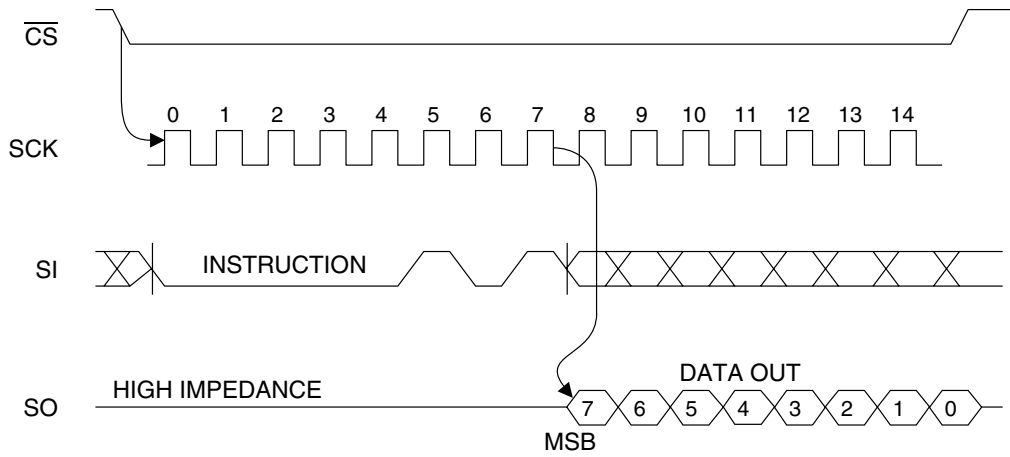 CS
0 1 2 3 4 5 6 7 8 9 10 11 12 13 14
SCK
SI
INSTRUCTION
HIGH IMPEDANCE
DATA OUT
SO
7 6 5 4 3 2 1 0
MSB